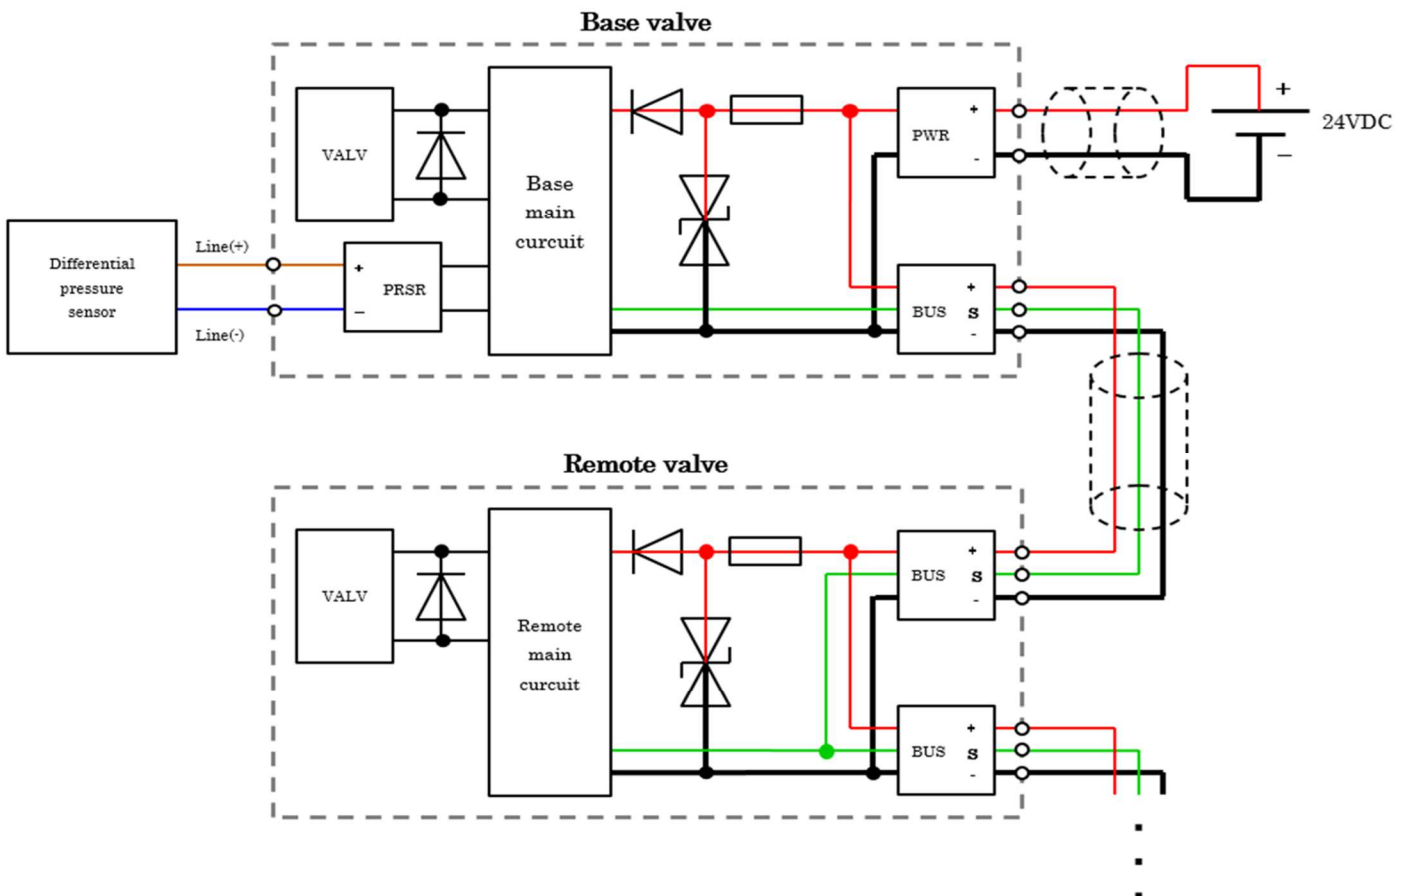 Base valve
+
24VDC
−
VALV
Base
main
curcuit
PWR
+
-
Differential
pressure
sensor
Line(+)
Line(-)
+
PRSR
−
BUS
+
S
-
Remote valve
VALV
Remote
main
curcuit
BUS
+
S
-
BUS
+
S
-